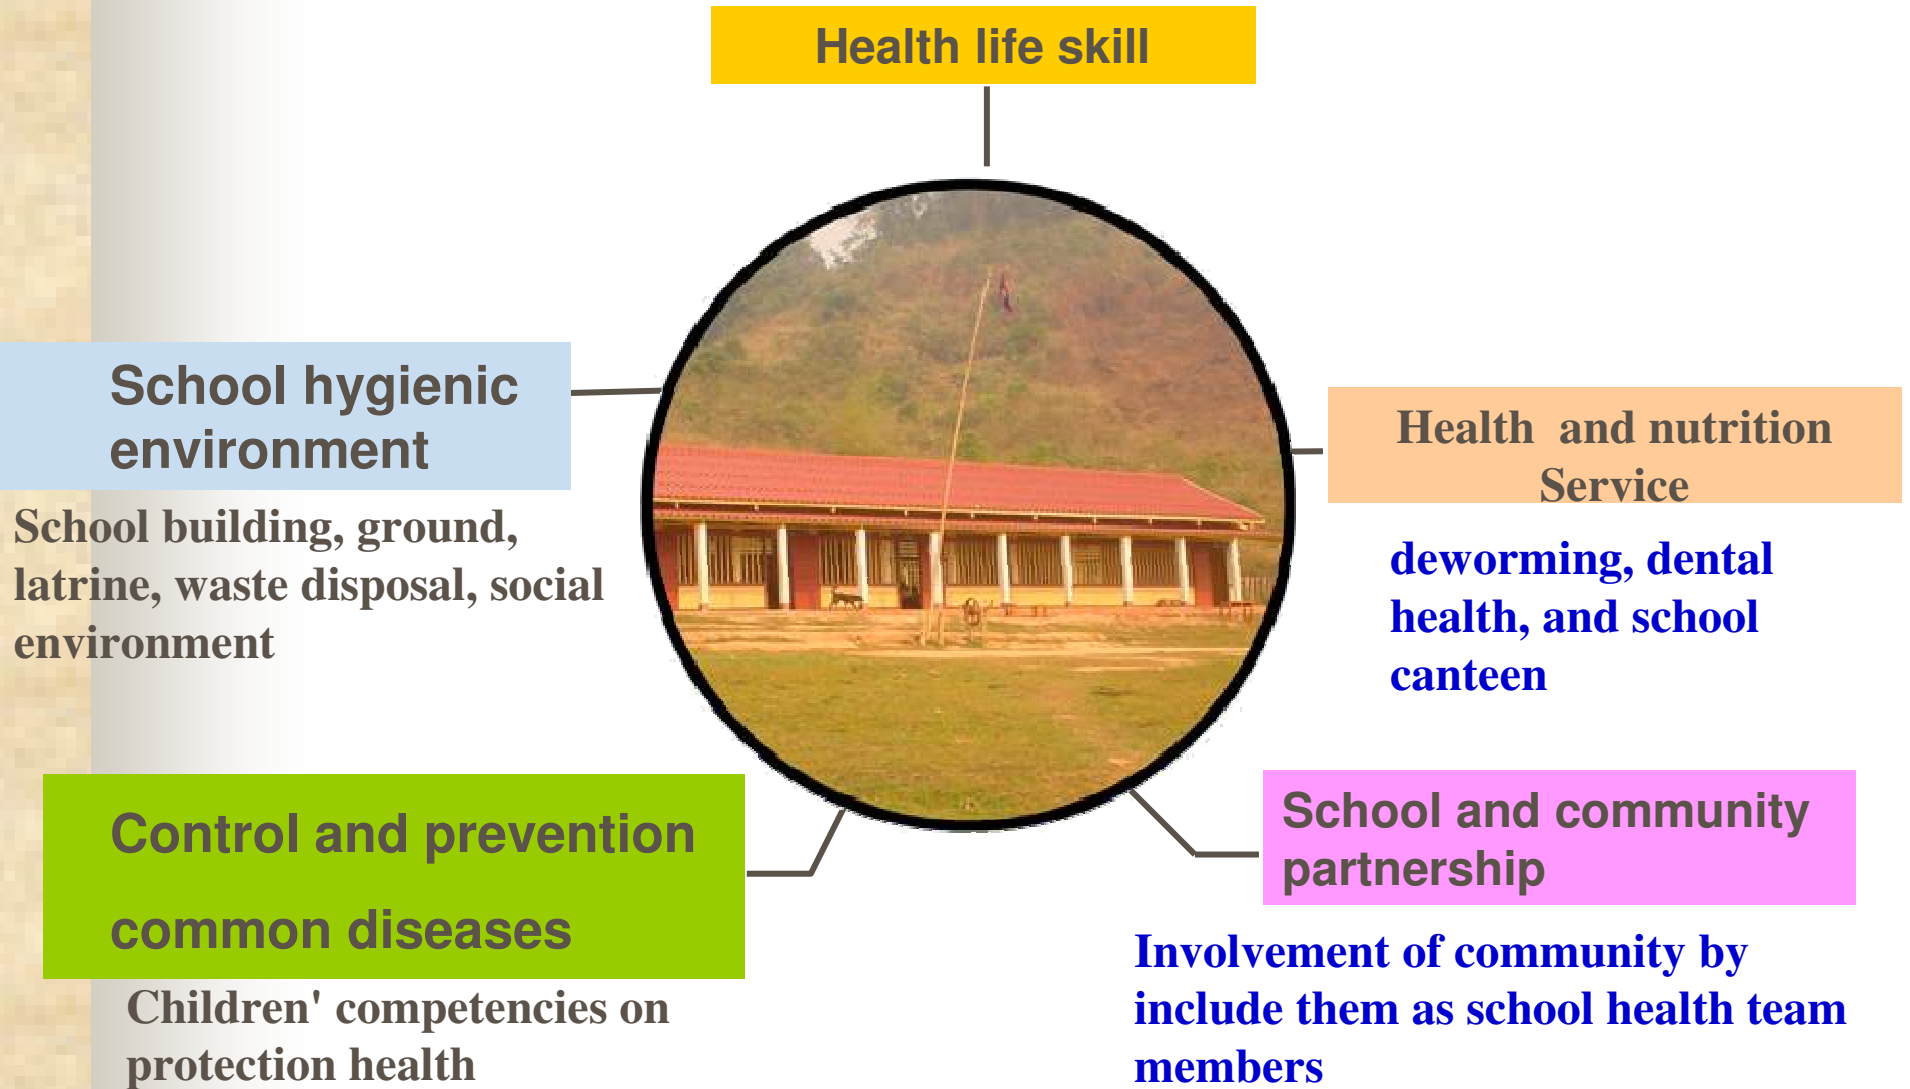 Health life skill
School hygienic
environment
School building, ground,
latrine, waste disposal, social
environment
Health and nutrition
Service
deworming, dental
health, and school
canteen
Control and prevention
common diseases
Children' competencies on
protection health
School and community
partnership
Involvement of community by
include them as school health team
members